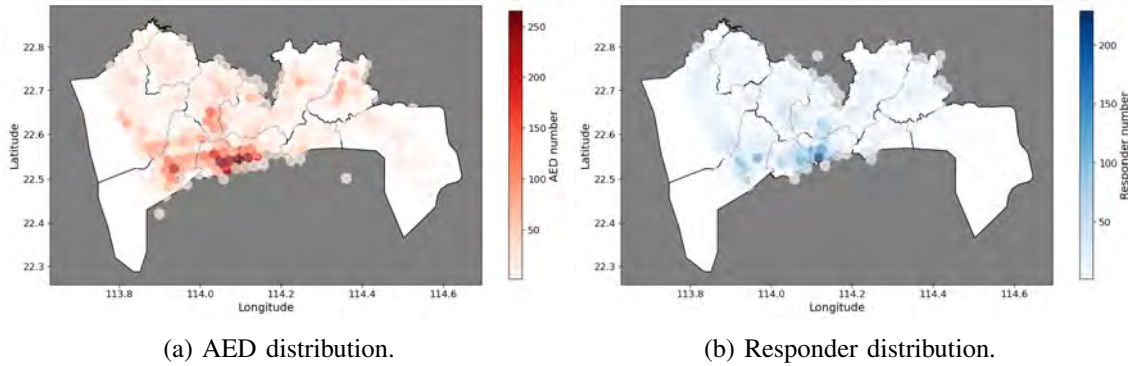 22.8
22.7
22.6
22.5
22.4
22.3
Latitude
113.8 114.0 114.2 114.4 114.6
Longitude
250
200
150
100
50
AED number
22.8
22.7
22.6
22.5
22.4
22.3
Latitude
113.8 114.0 114.2 114.4 114.6
Longitude
200
150
100
50
Responder number
(a) AED distribution.
(b) Responder distribution.